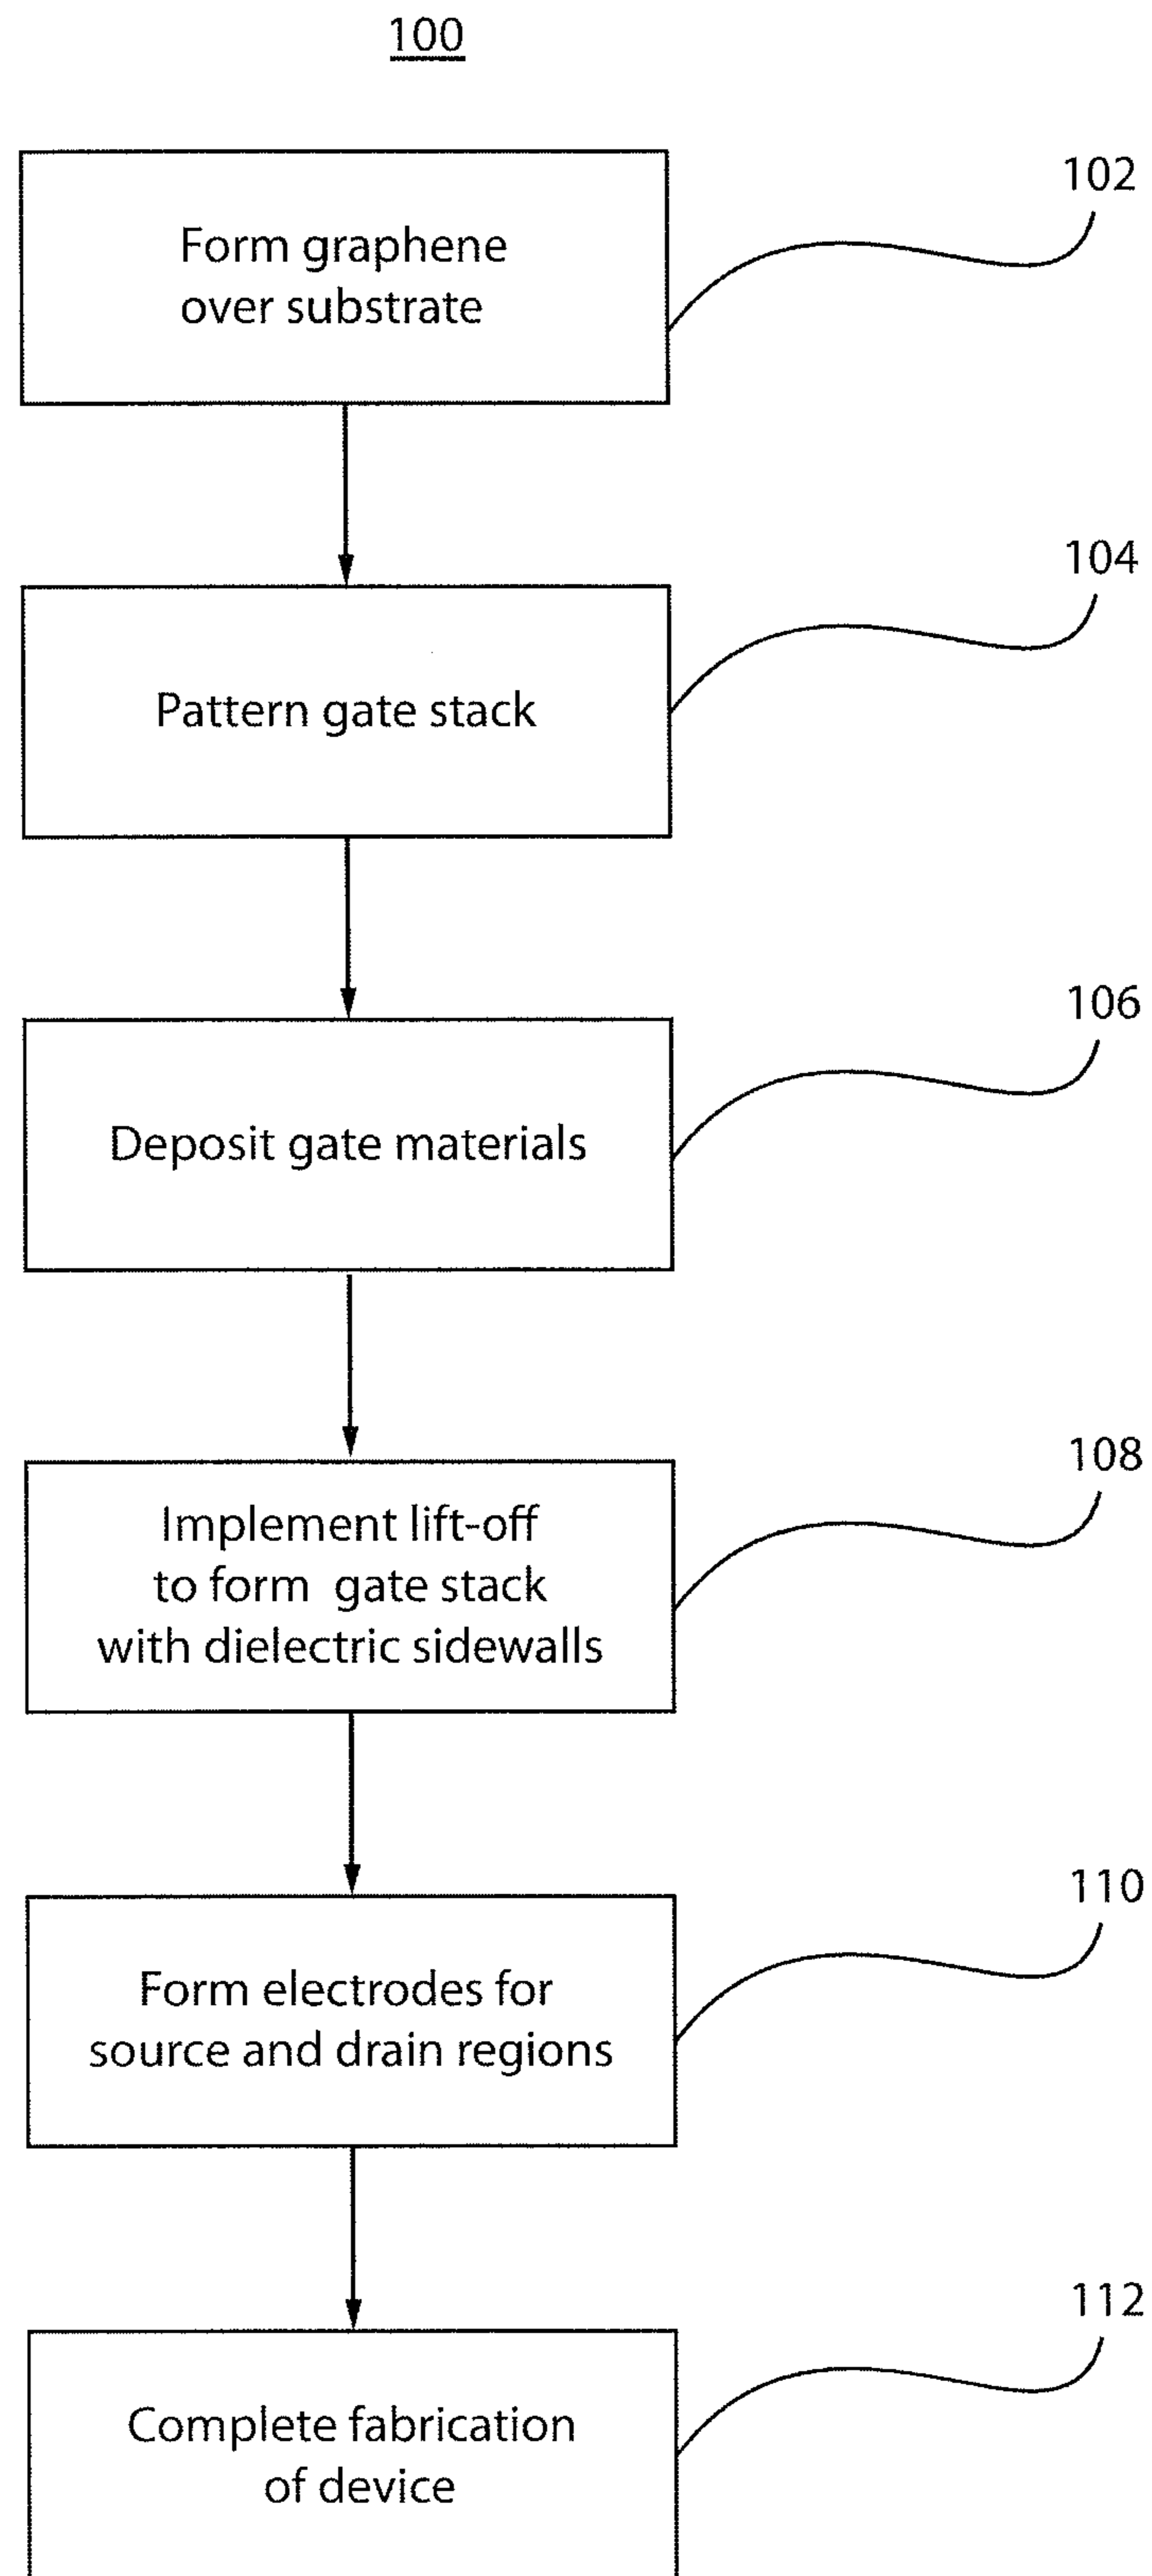 100
102
Form graphene
over substrate
104
Pattern gate stack
106
Deposit gate materials
108
Implement lift-off
to form gate stack
with dielectric sidewalls
110
Form electrodes for
source and drain regions
112
Complete fabrication
of device